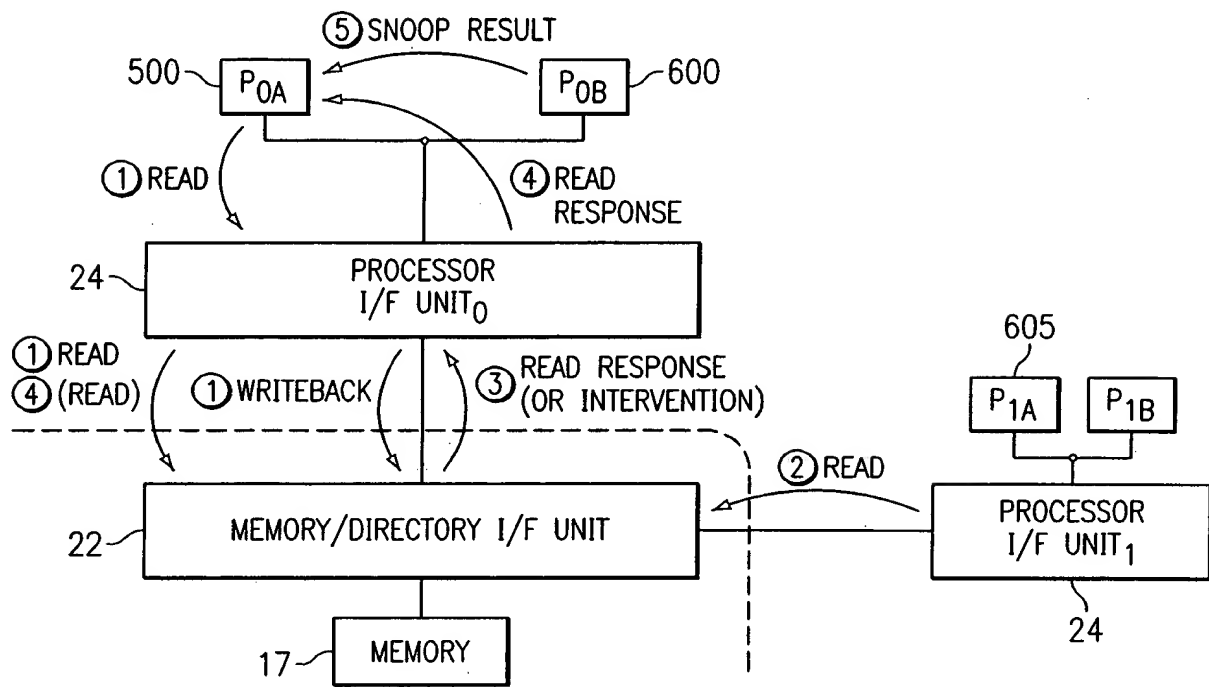 ⑤ SNOOP RESULT
500
P0A
P0B
600
① READ
④ READ
RESPONSE
24
PROCESSOR
I/F UNIT0
① READ
④ (READ)
① WRITEBACK
③ READ RESPONSE
(OR INTERVENTION)
605
P1A
P1B
② READ
22
MEMORY/DIRECTORY I/F UNIT
PROCESSOR
I/F UNIT1
24
17
MEMORY